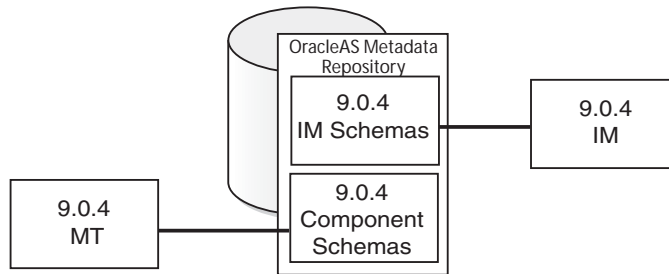 OracleAS Metadata
Repository
9.0.4
IM Schemas
9.0.4
IM
9.0.4
Component
Schemas
9.0.4
MT